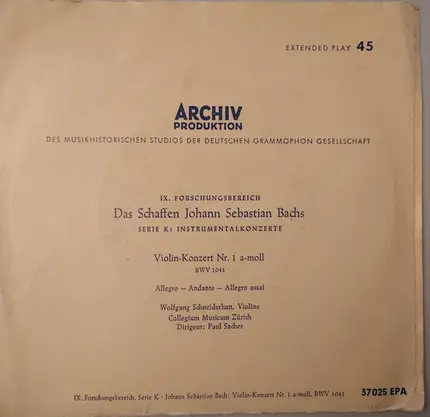 EXTENDED PLAY 45
ARCHIV
PRODUKTION
DES MUSIKHISTORISCHEN STUDIOS DER DEUTSCHEN GRAMMOPHON GESELLSCHAFT
IX. FORSCHUNGSBEREICH
Das Schaffen Johann Sebastian Bachs
SERIE K: INSTRUMENTALKONZERTE
Violin-Konzert Nr. 1 a-moll
BWV 1041
Allegro – Andante – Allegro assai
Wolfgang Schneiderhan, Violine
Collegium Musicum Zürich
Dirigent: Paul Sacher
IX. Forschungsbereich, Serie K - Johann Sebastian Bach: Violin-Konzert Nr. 1 a-moll, BWV 1041
37025 EPA